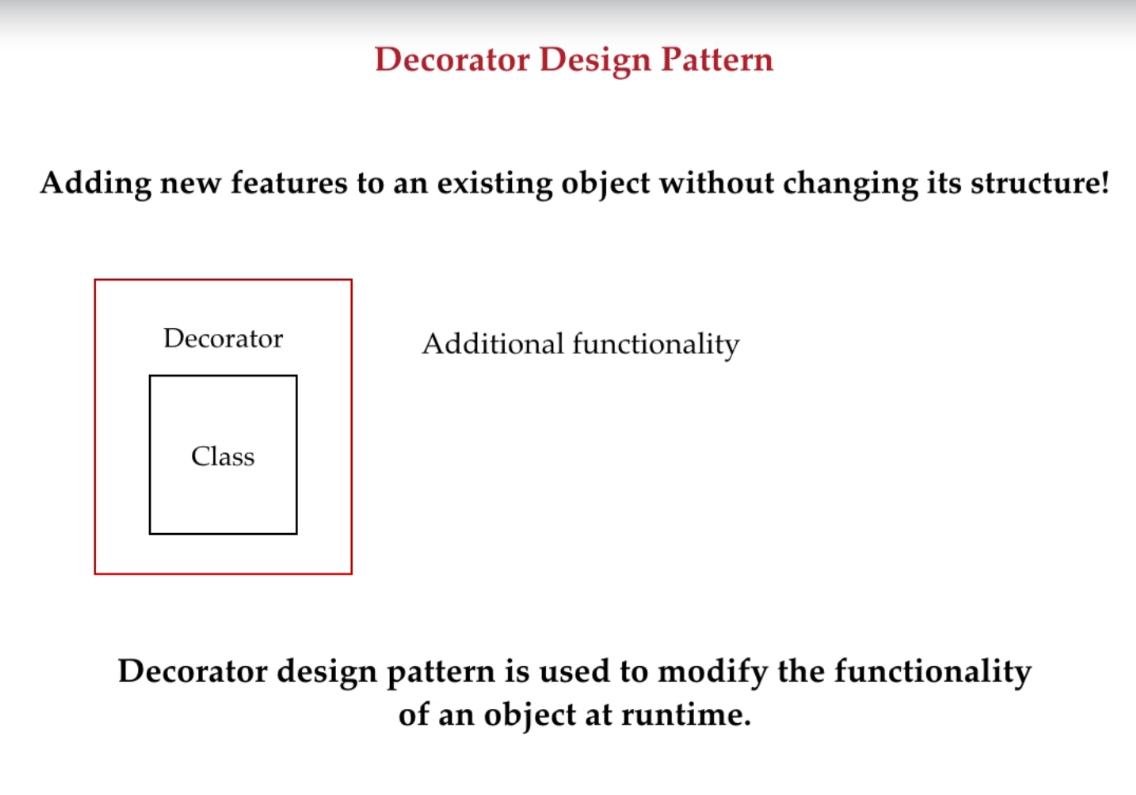 Decorator Design Pattern
Adding new features to an existing object without changing its structure!
Decorator
Additional functionality
Class
Decorator design pattern is used to modify the functionality
of an object at runtime.